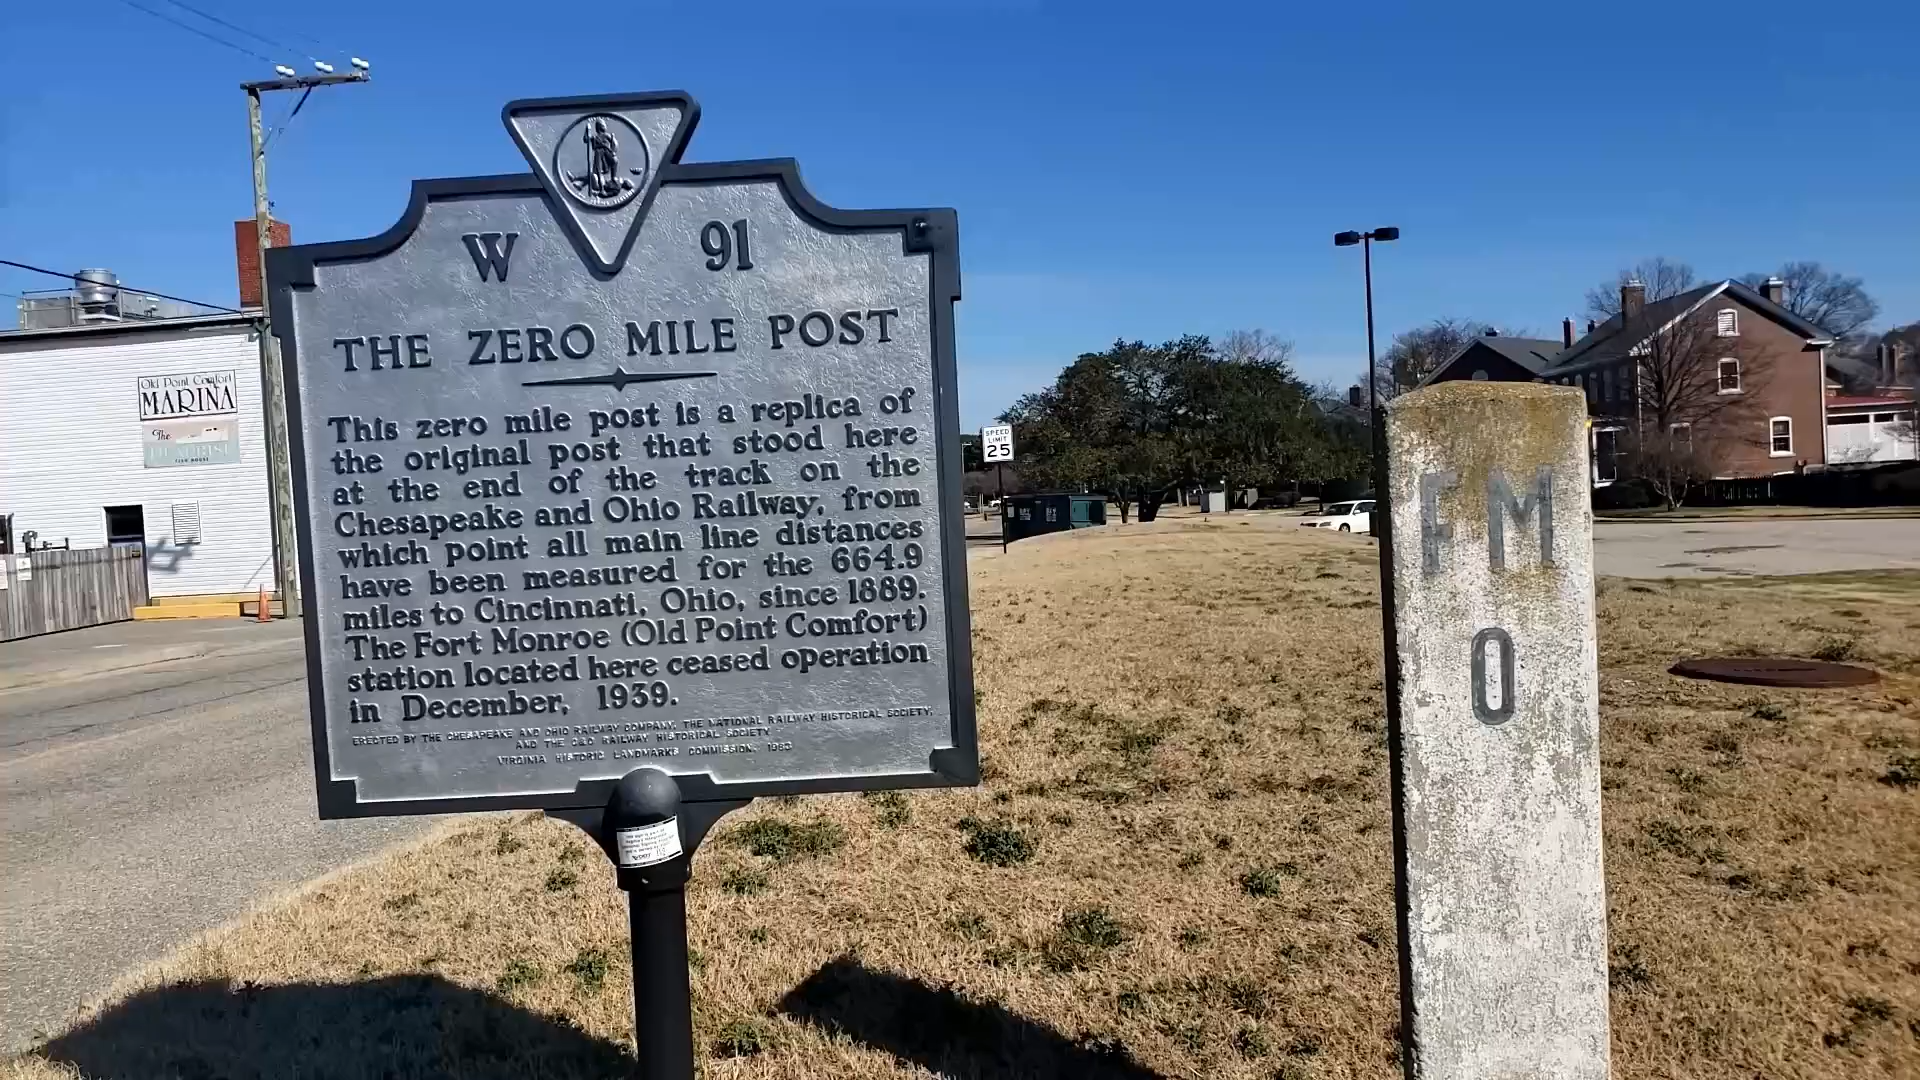 W 91
THE ZERO MILE POST
This zero mile post is a replica of
the original post that stood here
at the end of the track on the
Chesapeake and Ohio Railway, from
which point all main line distances
have been measured for the 664.9
miles to Cincinnati, Ohio, since 1889.
The Fort Monroe (Old Point Comfort)
station located here ceased operation
in December, 1939.
ERECTED BY THE CHESAPEAKE AND OHIO RAILWAY COMPANY, THE NATIONAL RAILWAY HISTORICAL SOCIETY,
AND THE C&O RAILWAY HISTORICAL SOCIETY
VIRGINIA HISTORIC LANDMARKS COMMISSION,
Old Point Comfort
MARINA
The
FISH HOUSE
SPEED
LIMIT
25
FM
0